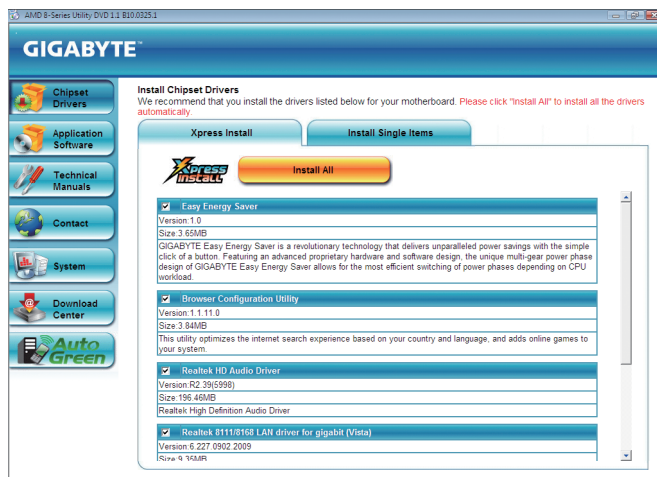 AMD 8-Series Utility DVD 1.1 B10.0325.1
GIGABYTE™
Chipset
Drivers
Application
Software
Technical
Manuals
Contact
System
Download
Center
Auto
Green
Install Chipset Drivers
We recommend that you install the drivers listed below for your motherboard. Please click "Install All" to install all the drivers
automatically.
Xpress Install
Install Single Items
Xpress
INSTALL
Install All
Easy Energy Saver
Version:1.0
Size:3.65MB
GIGABYTE Easy Energy Saver is a revolutionary technology that delivers unparalleled power savings with the simple
click of a button. Featuring an advanced proprietary hardware and software design, the unique multi-gear power phase
design of GIGABYTE Easy Energy Saver allows for the most efficient switching of power phases depending on CPU
workload.
Browser Configuration Utility
Version:1.1.11.0
Size:3.84MB
This utility optimizes the internet search experience based on your country and language, and adds online games to
your system.
Realtek HD Audio Driver
Version:R2.39(5998)
Size:196.46MB
Realtek High Definition Audio Driver
Realtek 8111/8168 LAN driver for gigabit (Vista)
Version:6.227.0902.2009
Size:9.35MB